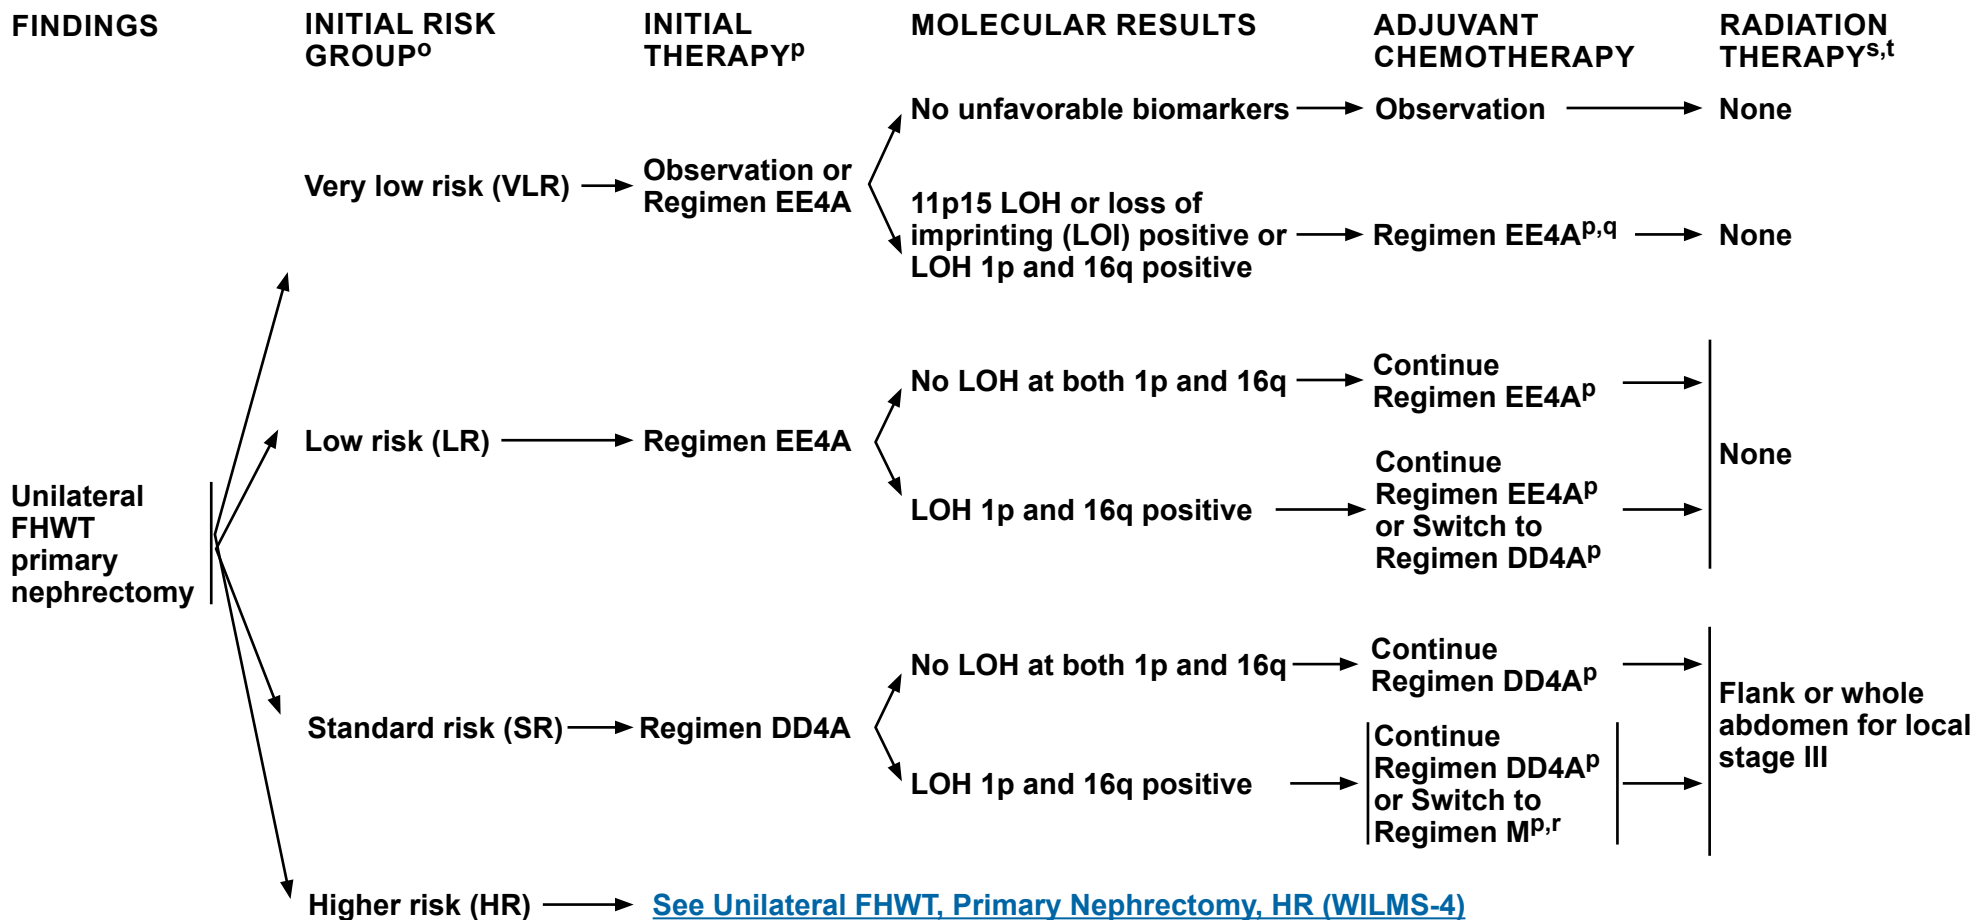 FINDINGS
INITIAL RISK
GROUPo
INITIAL
THERAPYp
MOLECULAR RESULTS
ADJUVANT
CHEMOTHERAPY
RADIATION
THERAPYs,t
Unilateral
FHWT
primary
nephrectomy
Very low risk (VLR)
Observation or
Regimen EE4A
No unfavorable biomarkers
Observation
None
11p15 LOH or loss of
imprinting (LOI) positive or
LOH 1p and 16q positive
Regimen EE4Ap,q
None
Low risk (LR)
Regimen EE4A
No LOH at both 1p and 16q
Continue
Regimen EE4Ap
LOH 1p and 16q positive
Continue
Regimen EE4Ap
or Switch to
Regimen DD4Ap
None
Standard risk (SR)
Regimen DD4A
No LOH at both 1p and 16q
Continue
Regimen DD4Ap
LOH 1p and 16q positive
Continue
Regimen DD4Ap
or Switch to
Regimen Mp,r
Flank or whole
abdomen for local
stage III
Higher risk (HR)
See Unilateral FHWT, Primary Nephrectomy, HR (WILMS-4)